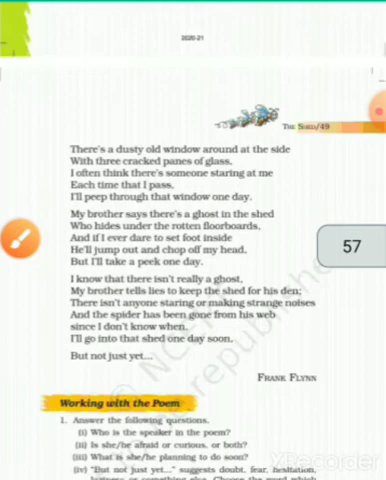 2020-21
THE SHED/49
There's a dusty old window around at the side
With three cracked panes of glass,
I often think there's someone staring at me
Each time that I pass,
I'll peep through that window one day.
My brother says there's a ghost in the shed
Who hides under the rotten floorboards,
And if I ever dare to set foot inside
He'll jump out and chop off my head,
But I'll take a peek one day.
57
I know that there isn't really a ghost,
My brother tells lies to keep the shed for his den;
There isn't anyone staring or making strange noises
And the spider has been gone from his web
since I don't know when,
I'll go into that shed one day soon,
But not just yet...
FRANK FLYNN
Working with the Poem
1. Answer the following questions.
(i) Who is the speaker in the poem?
(ii) Is she/he afraid or curious, or both?
(iii) What is she/he planning to do soon?
(iv) "But not just yet..." suggests doubt, fear, hesitation,
laziness or something else. Choose the word which